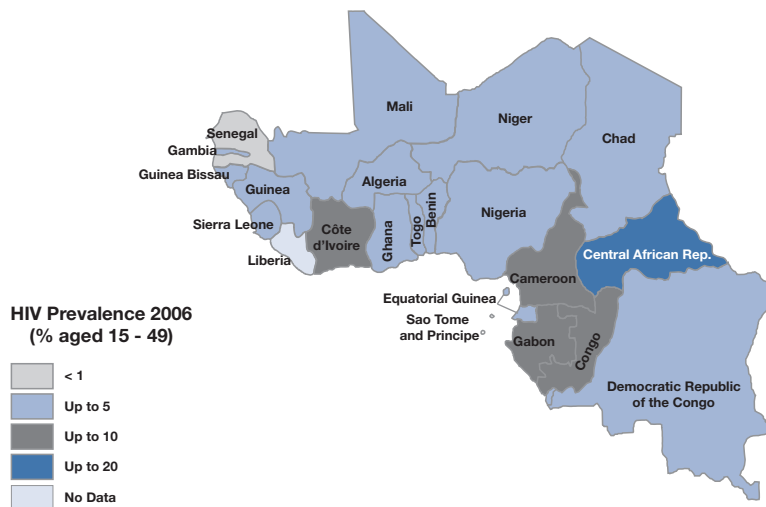 Mali
Niger
Chad
Senegal
Gambia
Guinea Bissau
Guinea
Algeria
Benin
Nigeria
Sierra Leone
Côte
d’Ivoire
Ghana
Togo
Liberia
Central African Rep.
Cameroon
Equatorial Guinea
Sao Tome
and Principe
Gabon
Congo
Democratic Republic
of the Congo
HIV Prevalence 2006
(% aged 15 - 49)
< 1
Up to 5
Up to 10
Up to 20
No Data